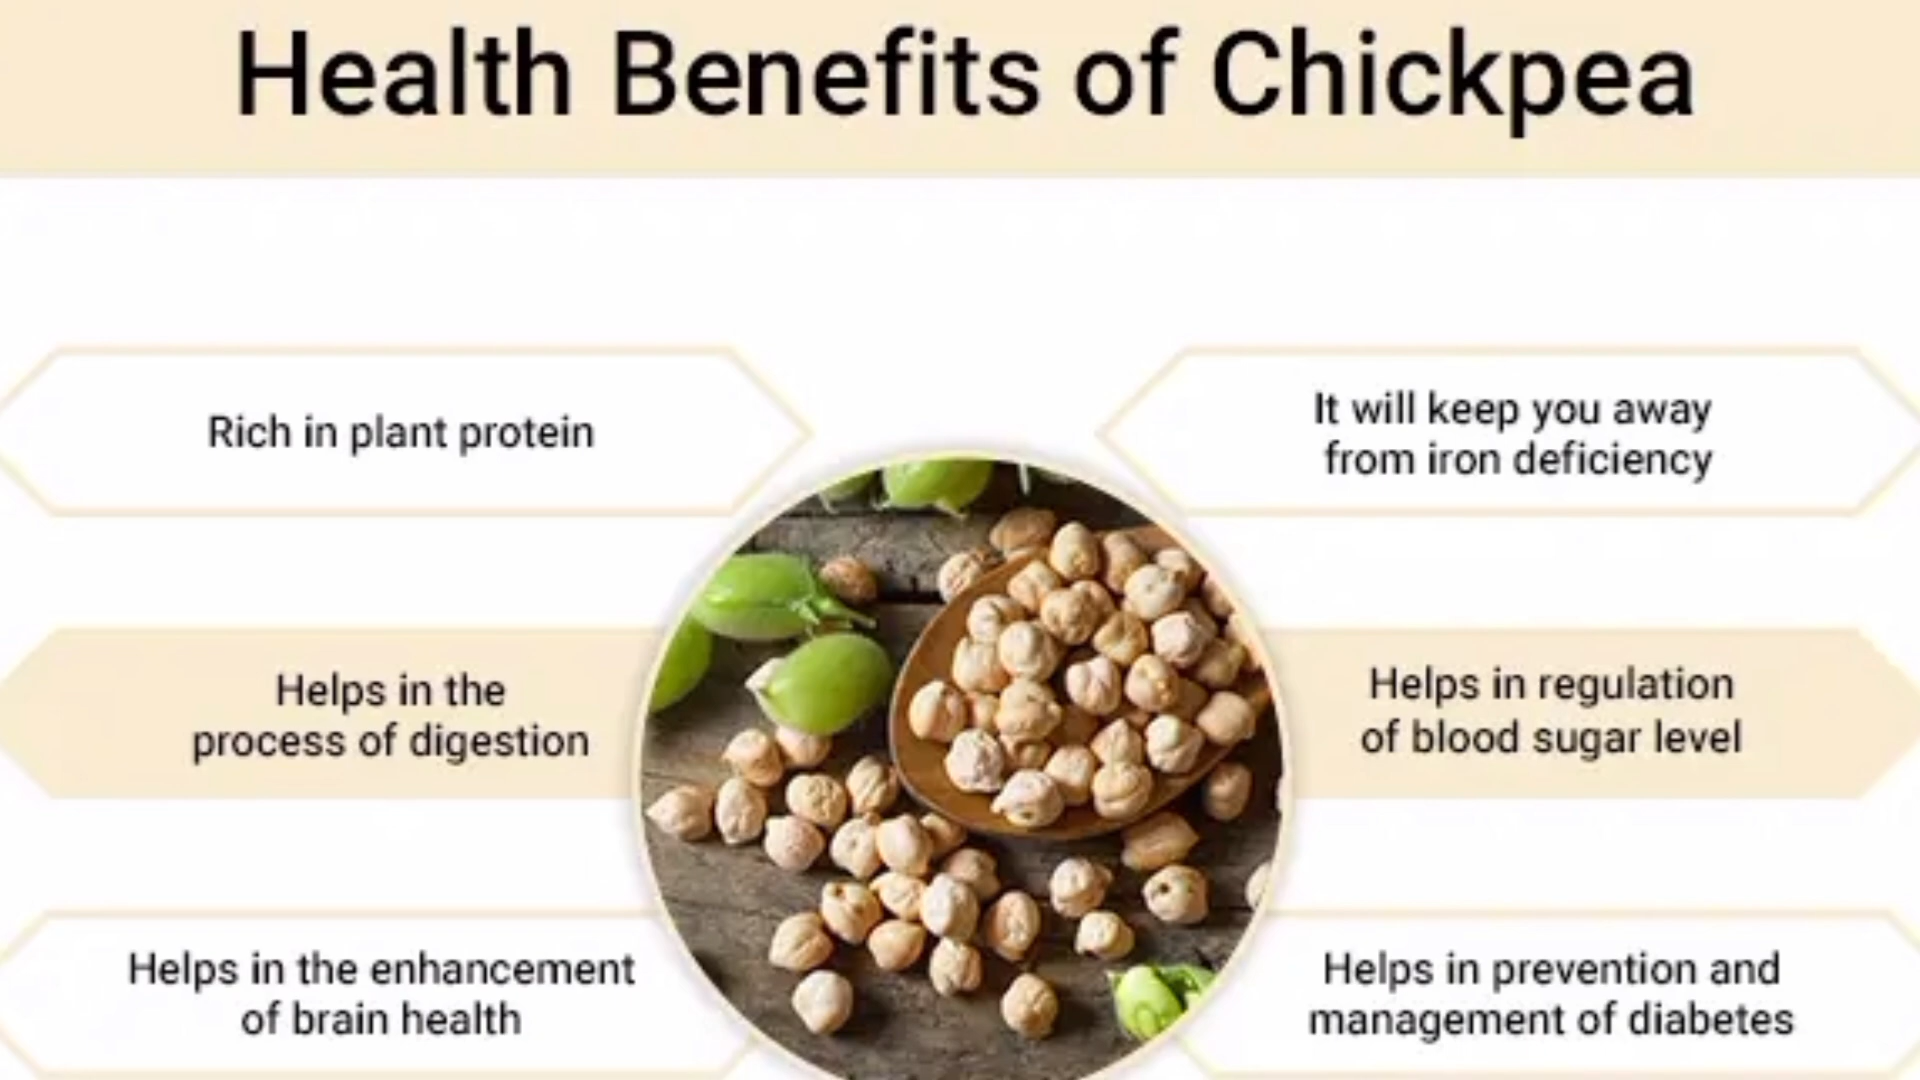 Health Benefits of Chickpea
Rich in plant protein
It will keep you away
from iron deficiency
Helps in the
process of digestion
Helps in regulation
of blood sugar level
Helps in the enhancement
of brain health
Helps in prevention and
management of diabetes